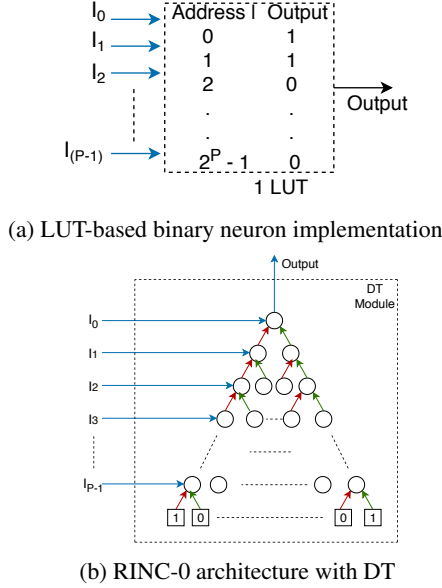 I0
Address I Output
0 1
I1
1 1
I2
2 0
. .
Output
. .
I(P-1)
2^P - 1 0
1 LUT
(a) LUT-based binary neuron implementation
Output
DT
Module
I0
I1
I2
I3
IP-1
1 0 0 1
(b) RINC-0 architecture with DT